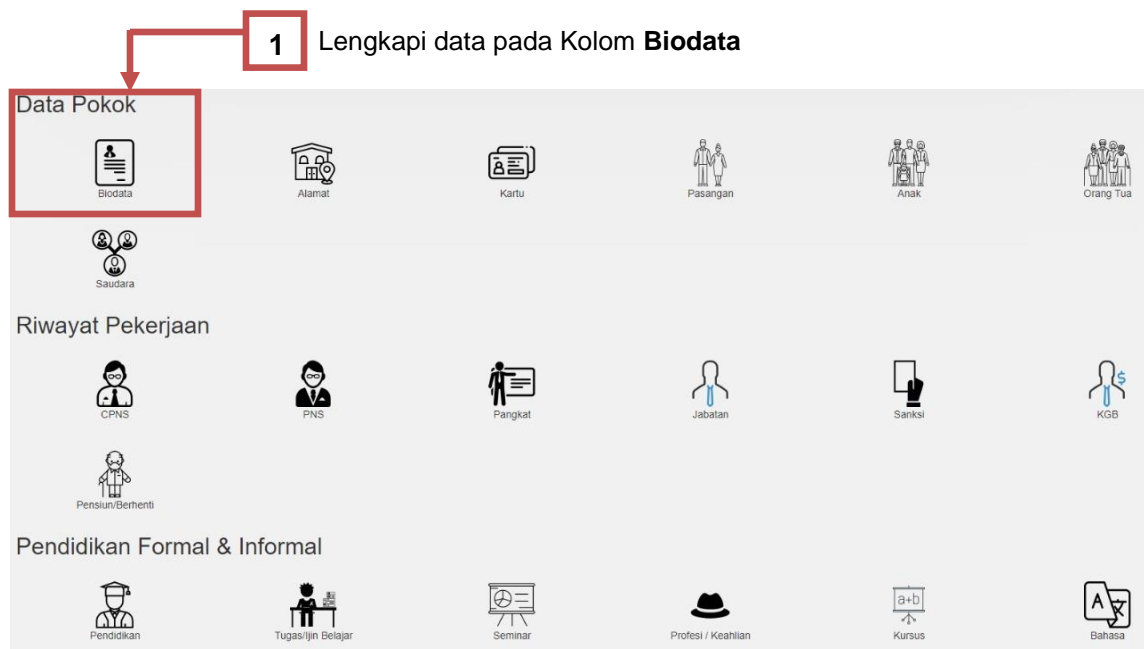 1 Lengkapi data pada Kolom Biodata
Data Pokok
Biodata Alamat Kartu Pasangan Anak Orang Tua
Saudara
Riwayat Pekerjaan
CPNS PNS Pangkat Jabatan Sanksi KGB
Pensiun/Berhenti
Pendidikan Formal & Informal
a+b A
Pendidikan Tugas/Ijin Belajar Seminar Profesi / Keahlian Kursus Bahasa